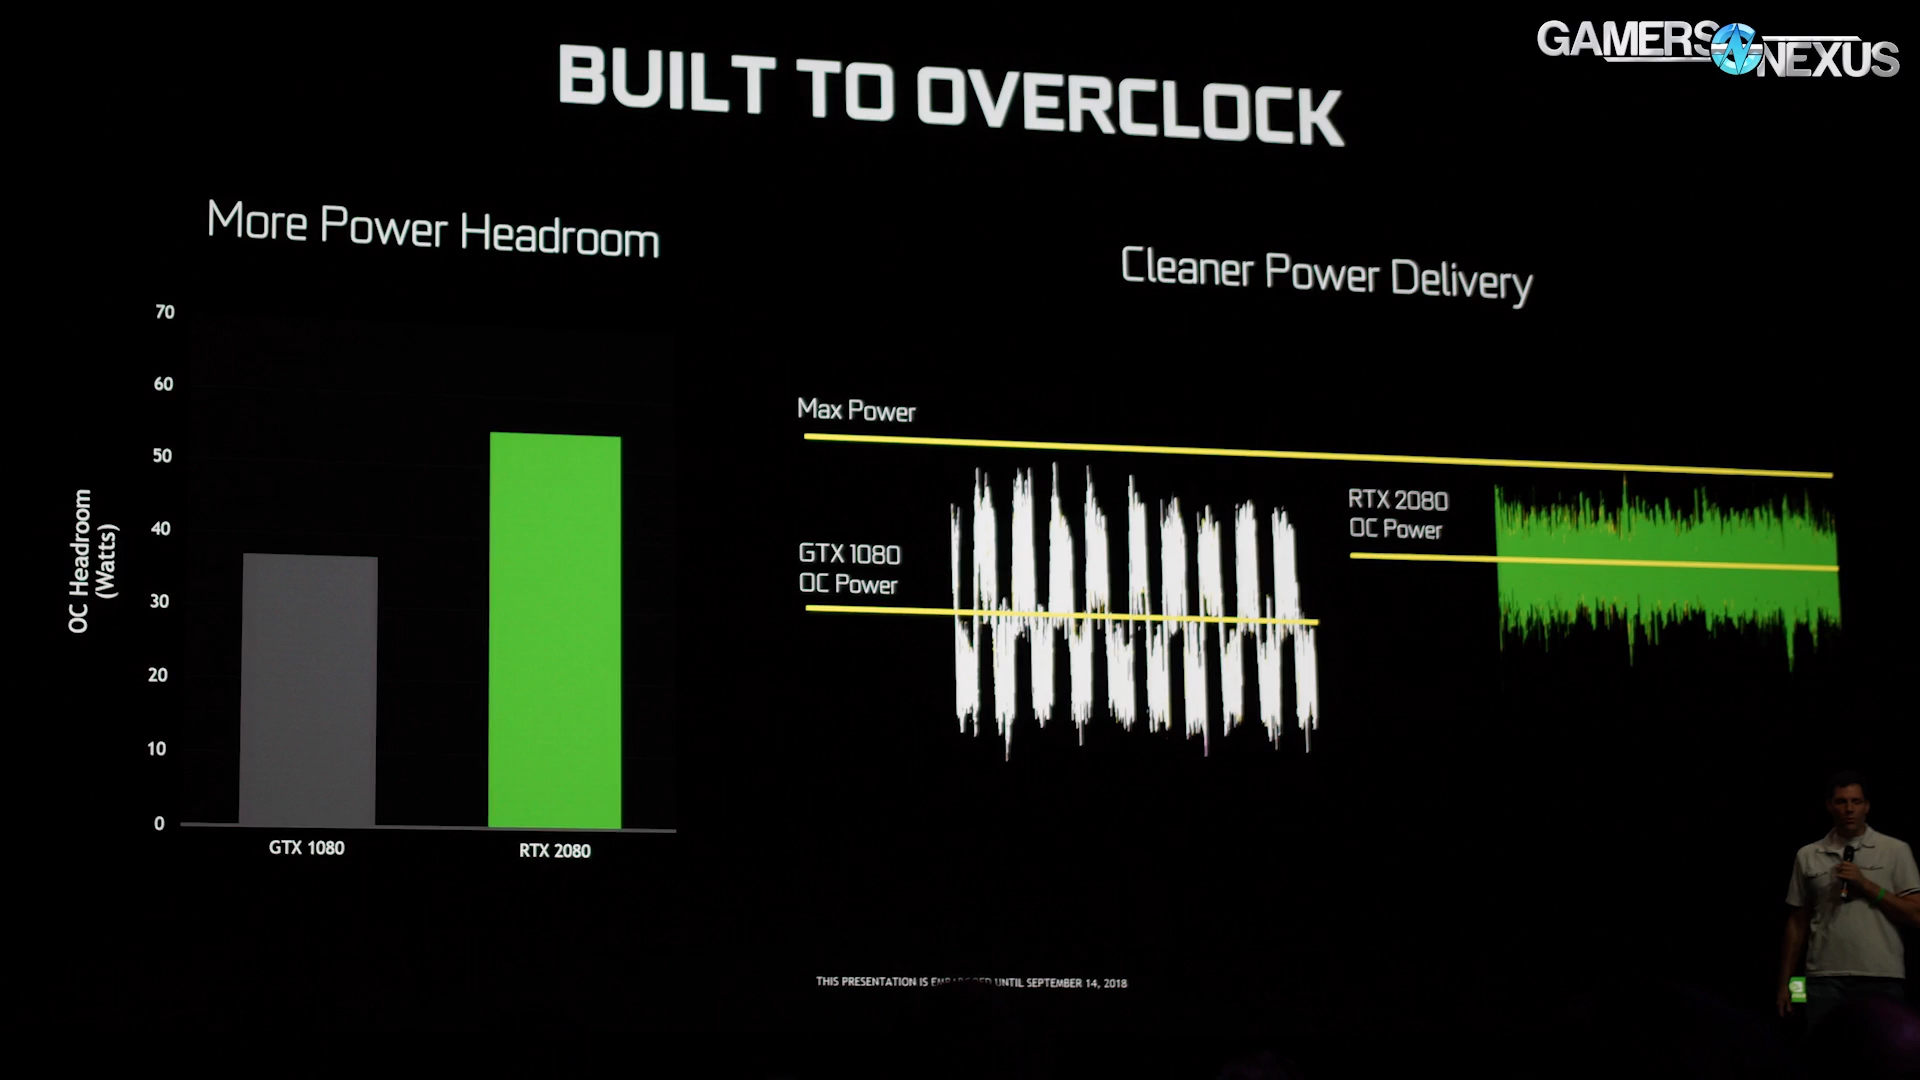 GAMERS NEXUS
BUILT TO OVERCLOCK
More Power Headroom
70
60
50
40
30
20
10
0
OC Headroom
(Watts)
GTX 1080
RTX 2080
Cleaner Power Delivery
Max Power
GTX 1080
OC Power
RTX 2080
OC Power
THIS PRESENTATION IS EMBARGOED UNTIL SEPTEMBER 14, 2018